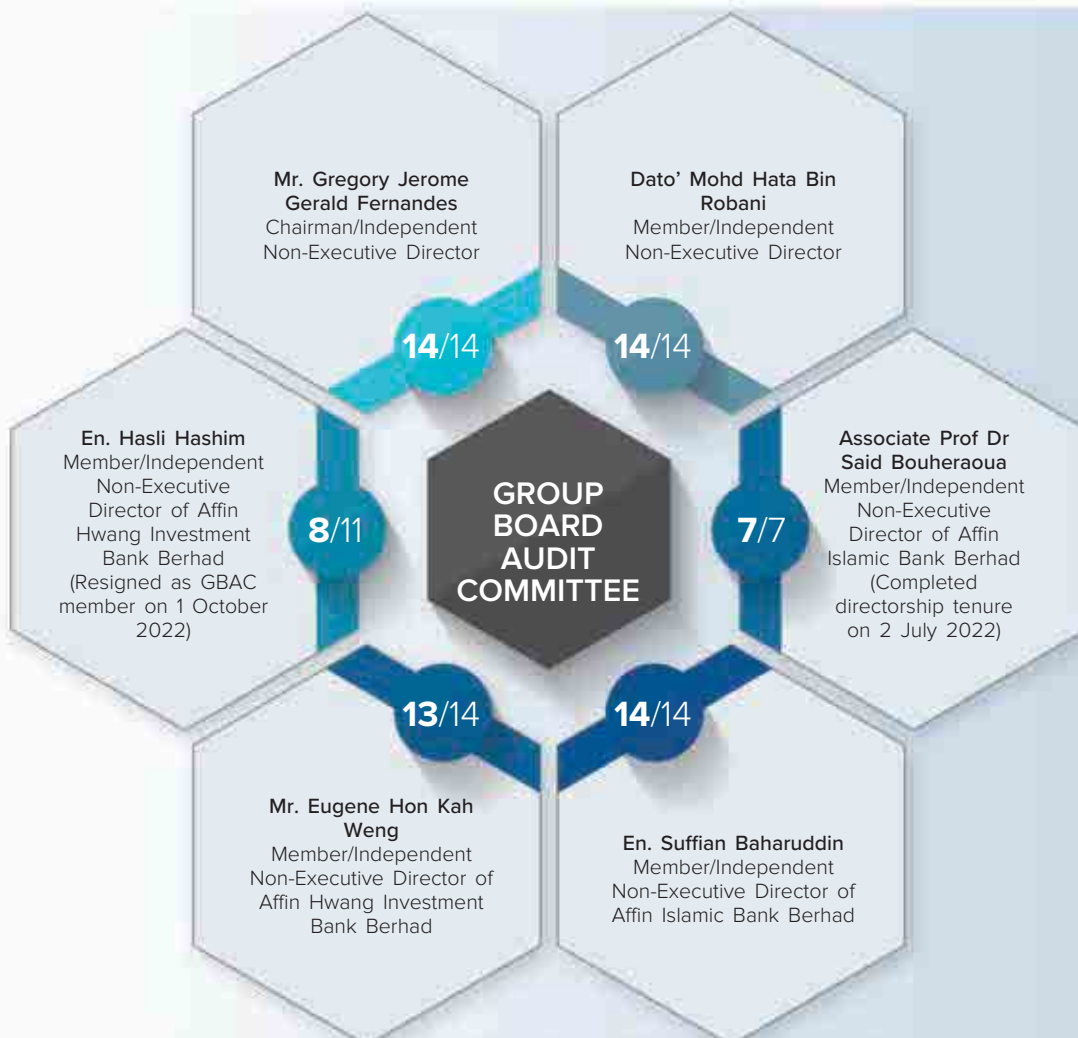 Mr. Gregory Jerome
Gerald Fernandes
Chairman/Independent
Non-Executive Director
14/14
Dato’ Mohd Hata Bin
Robani
Member/Independent
Non-Executive Director
14/14
En. Hasli Hashim
Member/Independent
Non-Executive
Director of Affin
Hwang Investment
Bank Berhad
(Resigned as GBAC
member on 1 October
2022)
8/11
GROUP
BOARD
AUDIT
COMMITTEE
7/7
Associate Prof Dr
Said Bouheraoua
Member/Independent
Non-Executive
Director of Affin
Islamic Bank Berhad
(Completed
directorship tenure
on 2 July 2022)
13/14
Mr. Eugene Hon Kah
Weng
Member/Independent
Non-Executive Director of
Affin Hwang Investment
Bank Berhad
14/14
En. Suffian Baharuddin
Member/Independent
Non-Executive Director of
Affin Islamic Bank Berhad